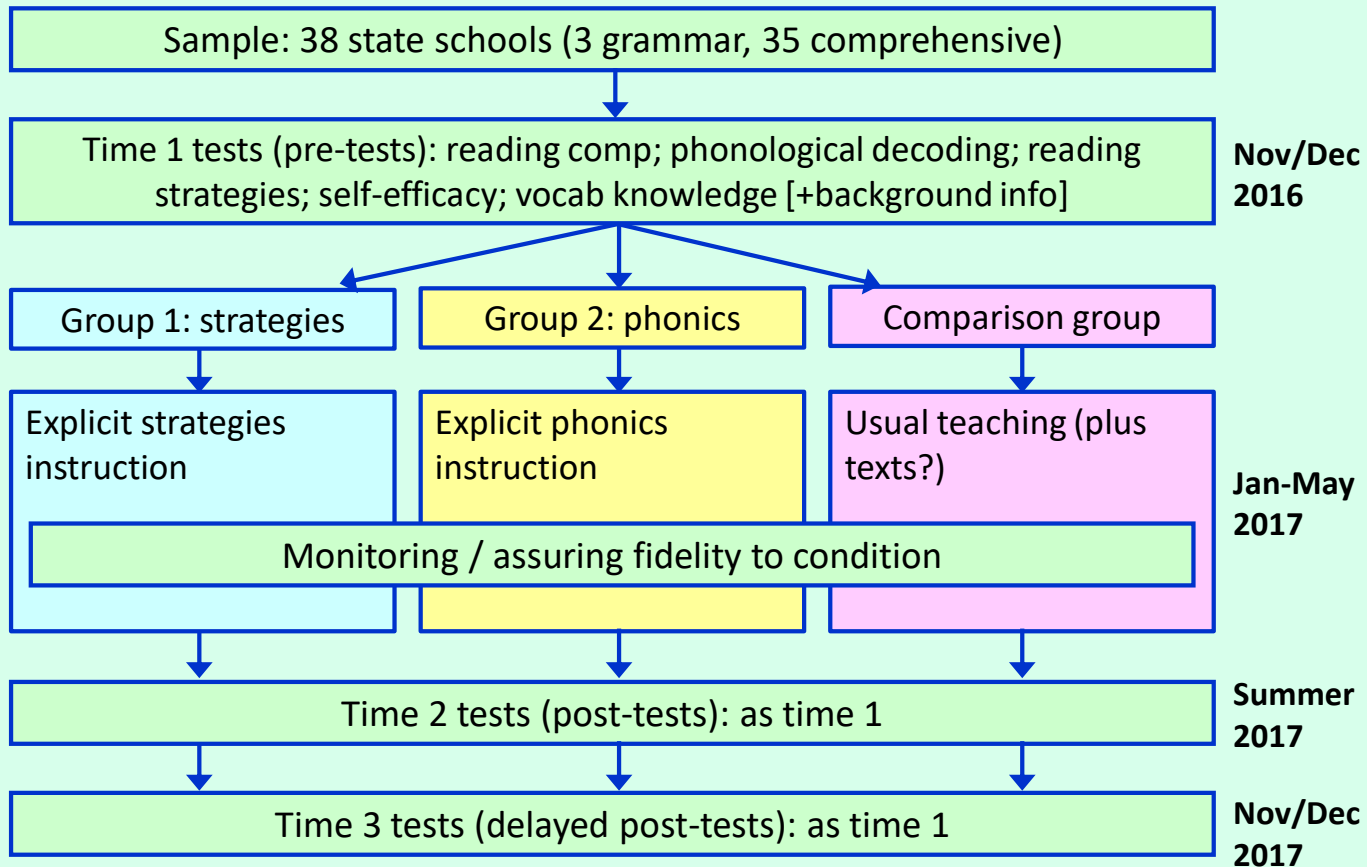 Sample: 38 state schools (3 grammar, 35 comprehensive)
Time 1 tests (pre-tests): reading comp; phonological decoding; reading
strategies; self-efficacy; vocab knowledge [+background info]
Nov/Dec
2016
Group 1: strategies
Group 2: phonics
Comparison group
Explicit strategies
instruction
Explicit phonics
instruction
Usual teaching (plus
texts?)
Jan-May
2017
Monitoring / assuring fidelity to condition
Time 2 tests (post-tests): as time 1
Summer
2017
Time 3 tests (delayed post-tests): as time 1
Nov/Dec
2017